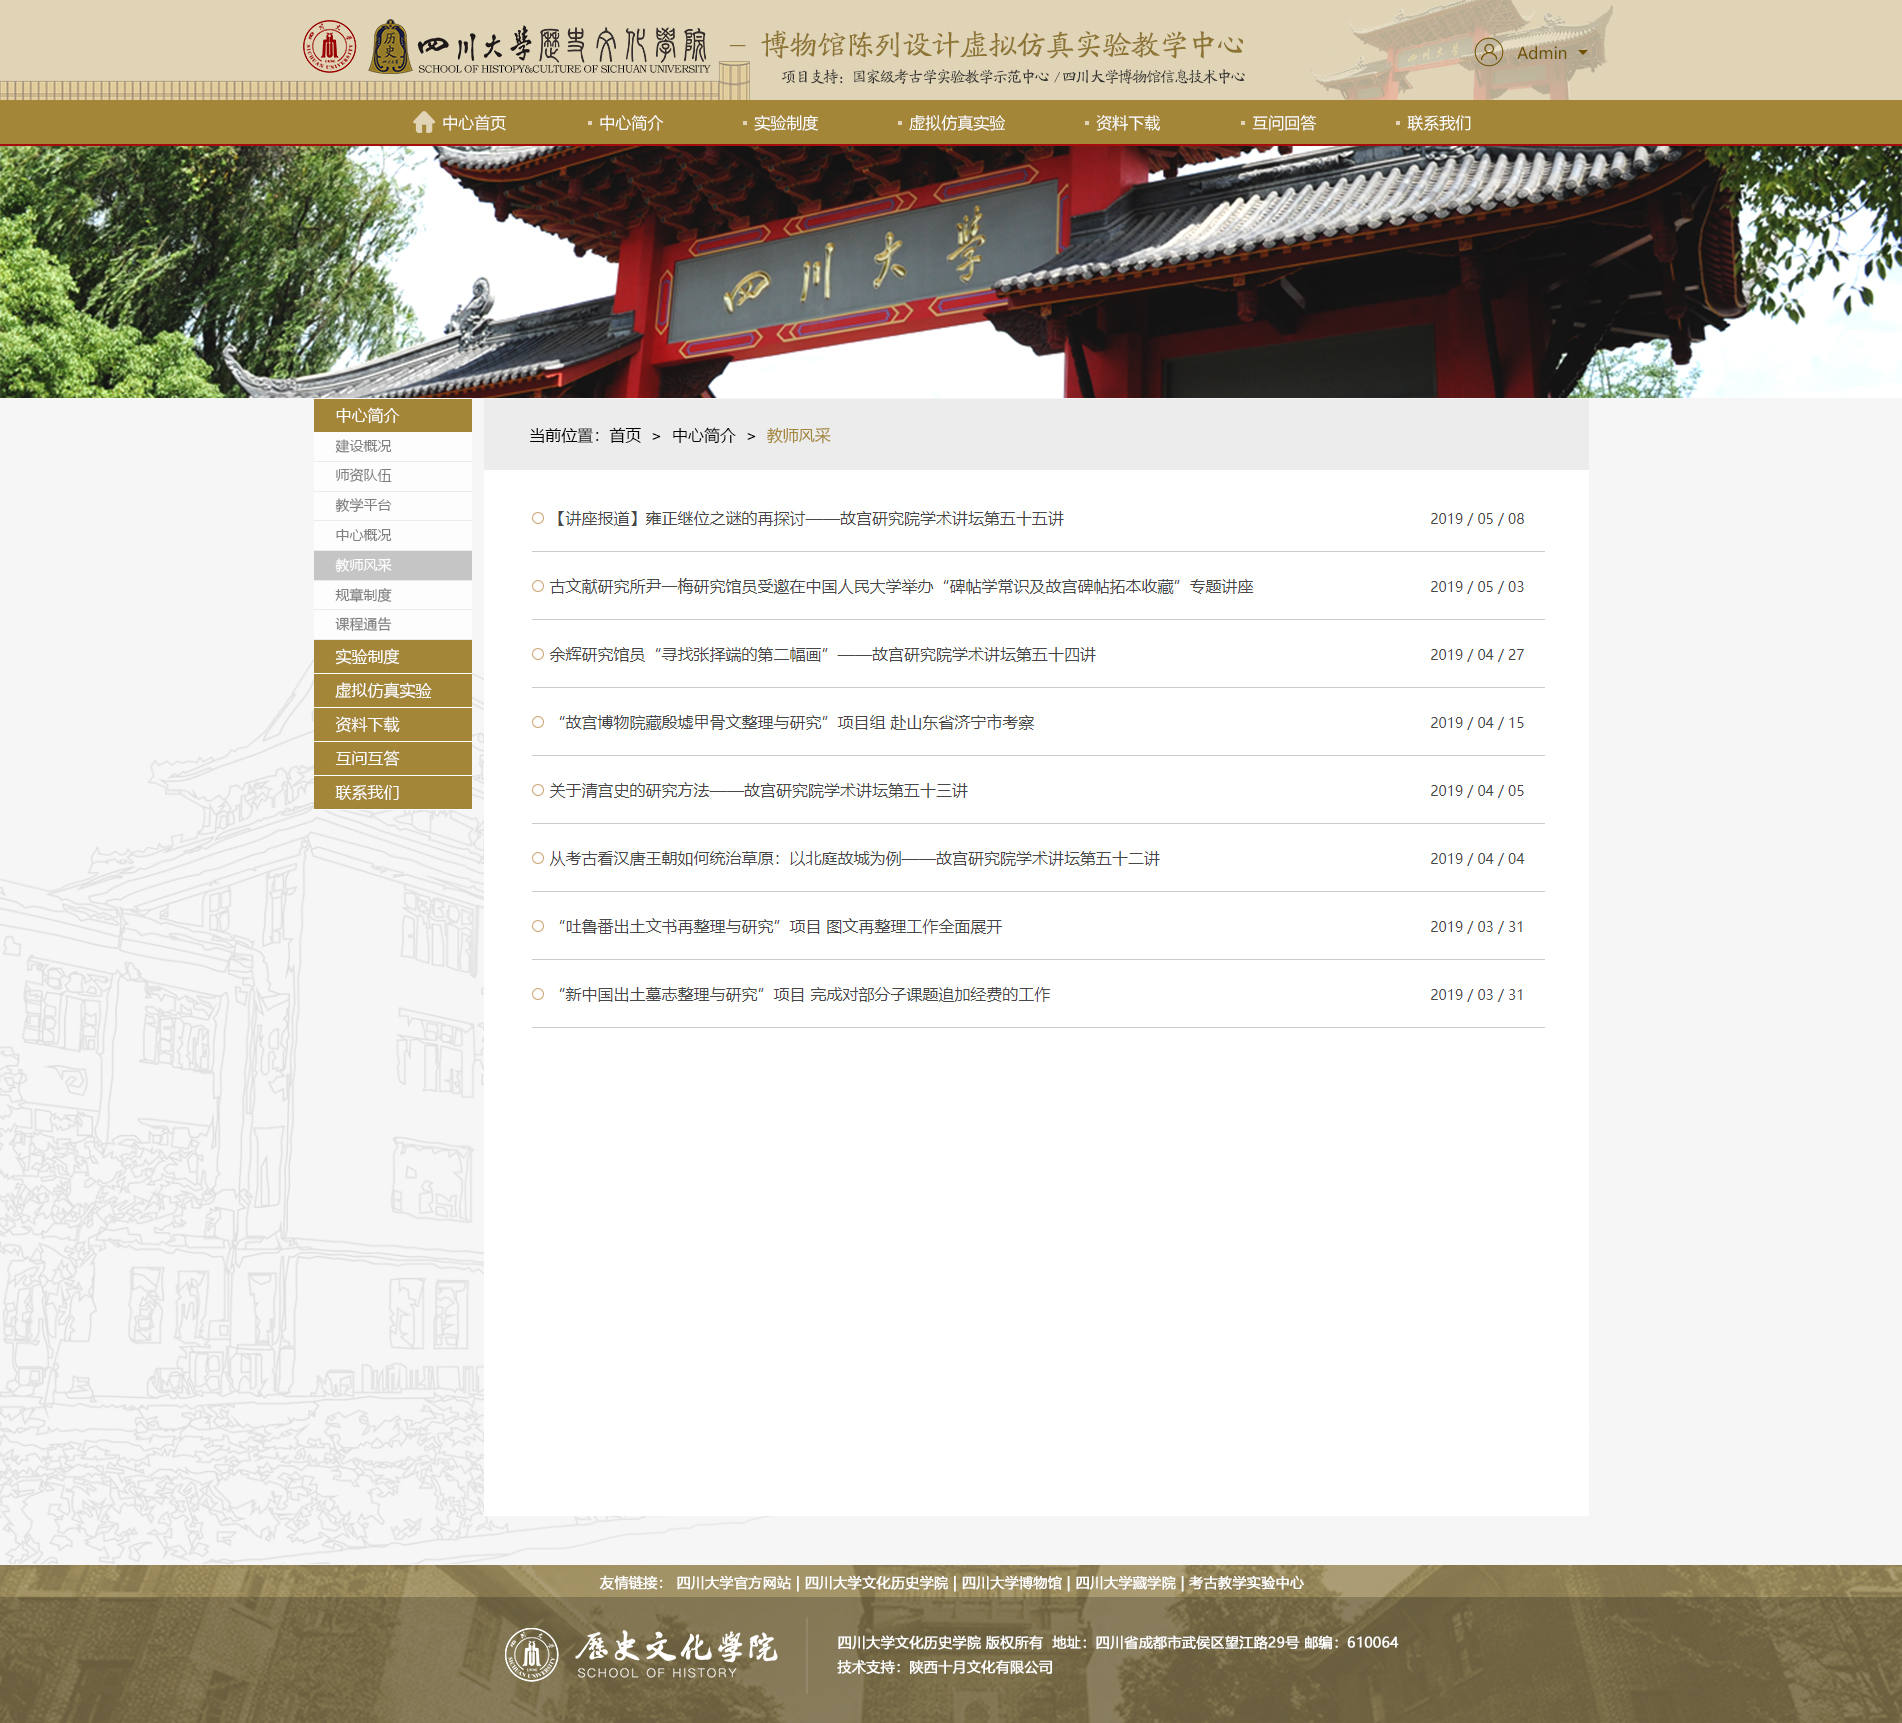 四川大學歷史文化學院
SCHOOL OF HISTORY&CULTURE OF SICHUAN UNIVERSITY
— 博物馆陈列设计虚拟仿真实验教学中心
项目支持：国家级考古学实验教学示范中心 /四川大学博物馆信息技术中心
Admin
中心首页
中心简介
实验制度
虚拟仿真实验
资料下载
互问回答
联系我们
四川大學
中心简介
建设概况
师资队伍
教学平台
中心概况
教师风采
规章制度
课程通告
实验制度
虚拟仿真实验
资料下载
互问互答
联系我们
当前位置：首页 > 中心简介 > 教师风采
【讲座报道】雍正继位之谜的再探讨——故宫研究院学术讲坛第五十五讲 2019 / 05 / 08
古文献研究所尹一梅研究馆员受邀在中国人民大学举办“碑帖学常识及故宫碑帖拓本收藏”专题讲座 2019 / 05 / 03
余辉研究馆员“寻找张择端的第二幅画”——故宫研究院学术讲坛第五十四讲 2019 / 04 / 27
“故宫博物院藏殷墟甲骨文整理与研究”项目组 赴山东省济宁市考察 2019 / 04 / 15
关于清宫史的研究方法——故宫研究院学术讲坛第五十三讲 2019 / 04 / 05
从考古看汉唐王朝如何统治草原：以北庭故城为例——故宫研究院学术讲坛第五十二讲 2019 / 04 / 04
“吐鲁番出土文书再整理与研究”项目 图文再整理工作全面展开 2019 / 03 / 31
“新中国出土墓志整理与研究”项目 完成对部分子课题追加经费的工作 2019 / 03 / 31
友情链接： 四川大学官方网站 | 四川大学文化历史学院 | 四川大学博物馆 | 四川大学藏学院 | 考古教学实验中心
歷史文化學院
SCHOOL OF HISTORY
四川大学文化历史学院 版权所有 地址：四川省成都市武侯区望江路29号 邮编：610064
技术支持：陕西十月文化有限公司